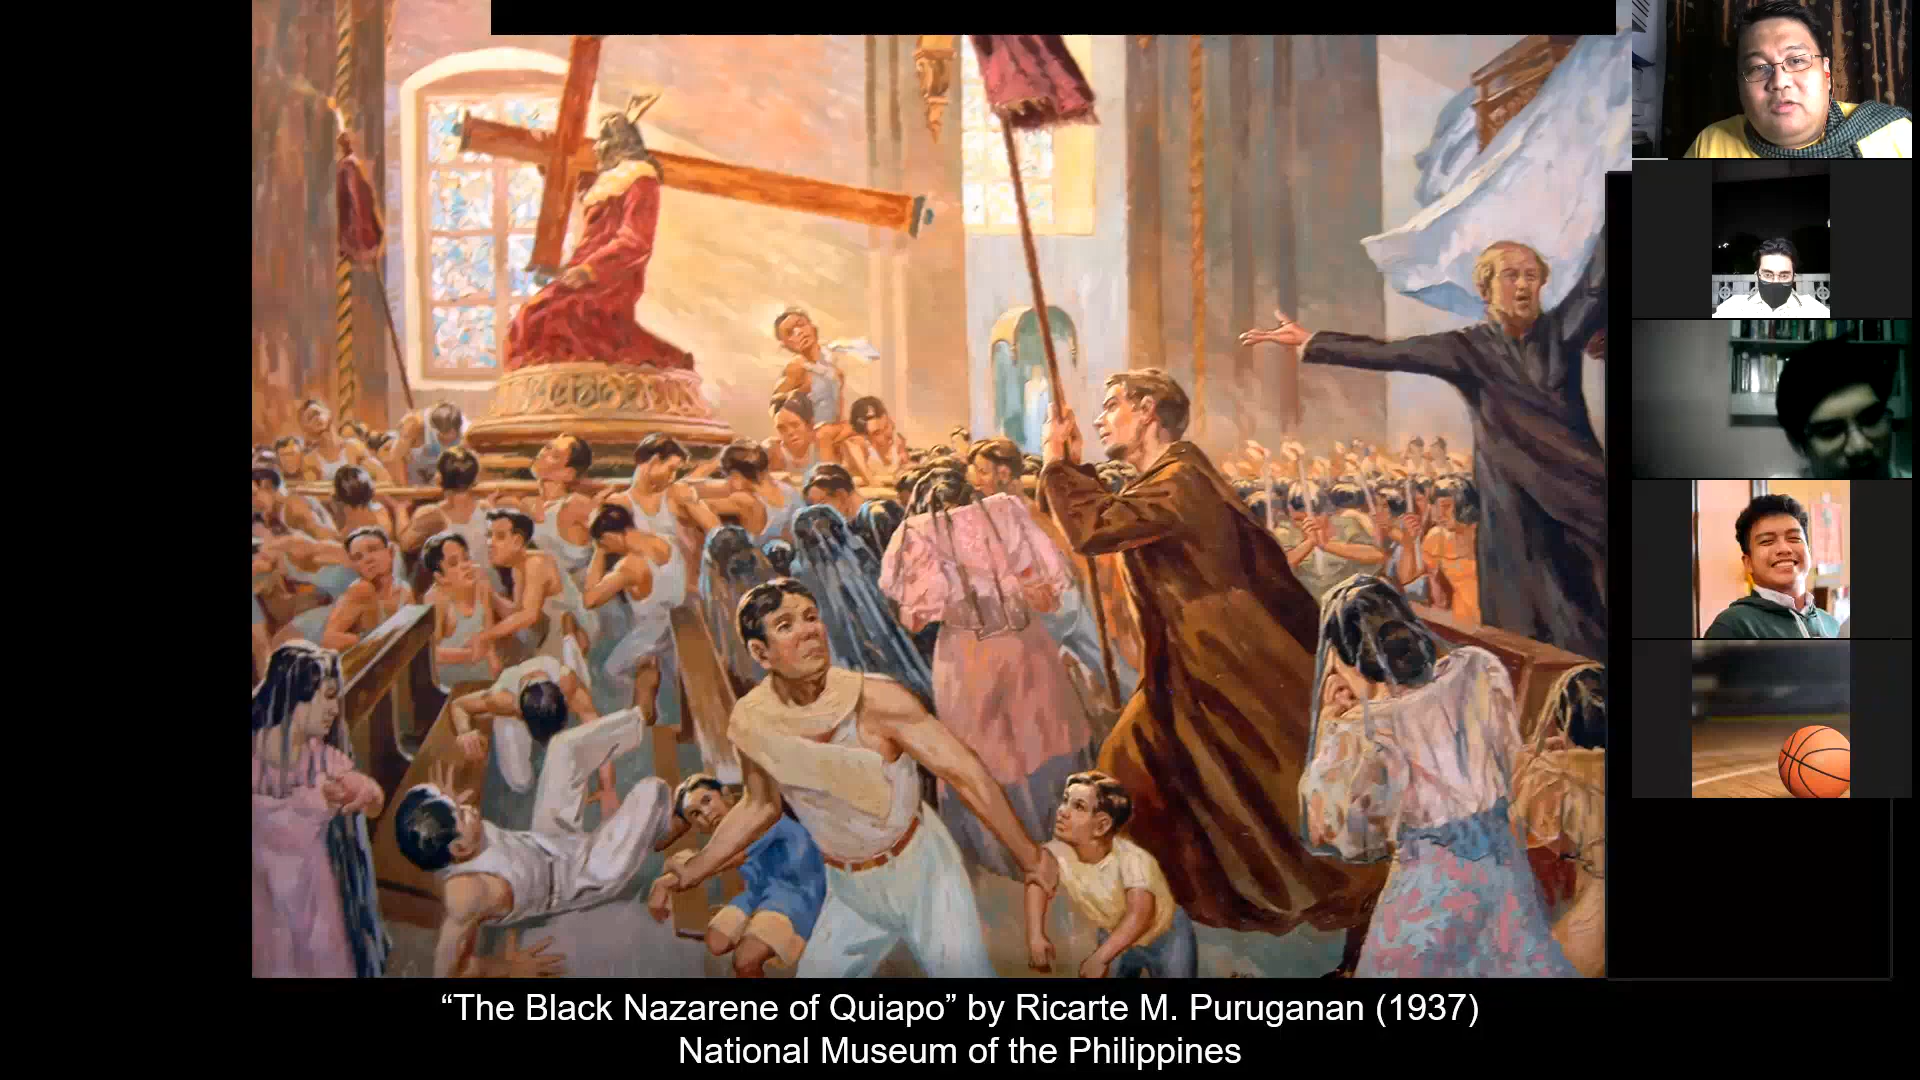 “The Black Nazarene of Quiapo” by Ricarte M. Puruganan (1937)
National Museum of the Philippines